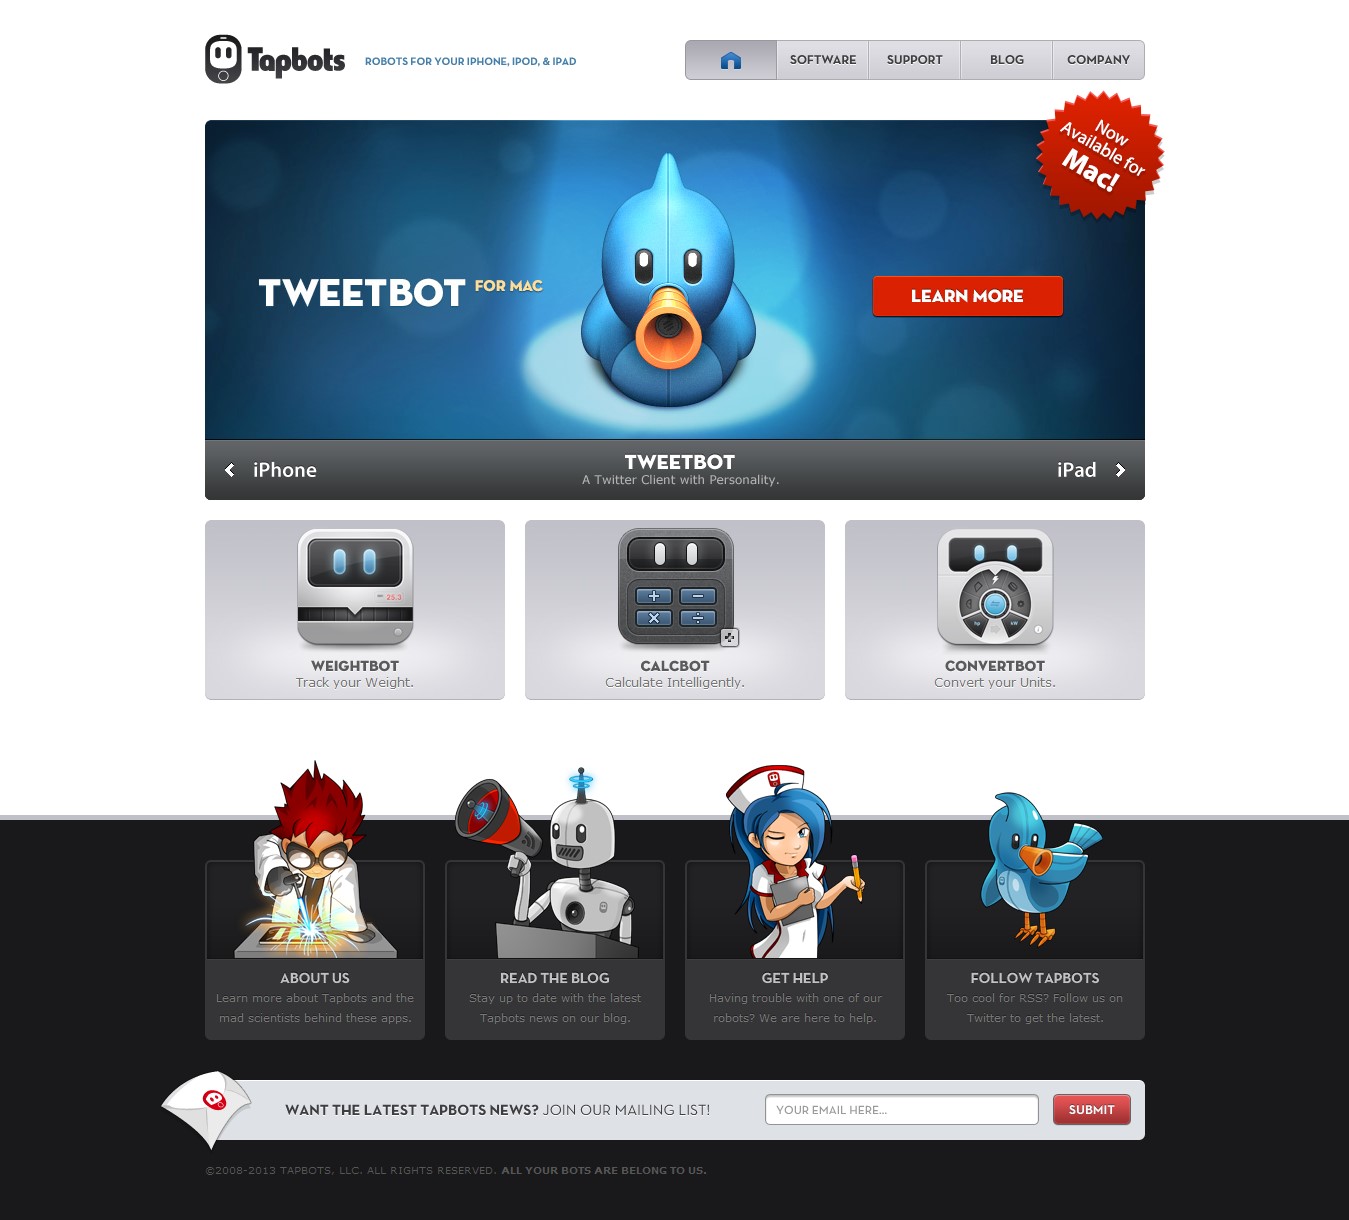 Tapbots
ROBOTS FOR YOUR IPHONE, IPOD, & IPAD
SOFTWARE
SUPPORT
BLOG
COMPANY
Now
Available for
Mac!
TWEETBOT FOR MAC
LEARN MORE
iPhone
TWEETBOT
A Twitter Client with Personality.
iPad
25.3
WEIGHTBOT
Track your Weight.
CALCBOT
Calculate Intelligently.
hp
kW
CONVERTBOT
Convert your Units.
ABOUT US
Learn more about Tapbots and the
mad scientists behind these apps.
READ THE BLOG
Stay up to date with the latest
Tapbots news on our blog.
GET HELP
Having trouble with one of our
robots? We are here to help.
FOLLOW TAPBOTS
Too cool for RSS? Follow us on
Twitter to get the latest.
WANT THE LATEST TAPBOTS NEWS? JOIN OUR MAILING LIST!
YOUR EMAIL HERE...
SUBMIT
©2008-2013 TAPBOTS, LLC. ALL RIGHTS RESERVED. ALL YOUR BOTS ARE BELONG TO US.